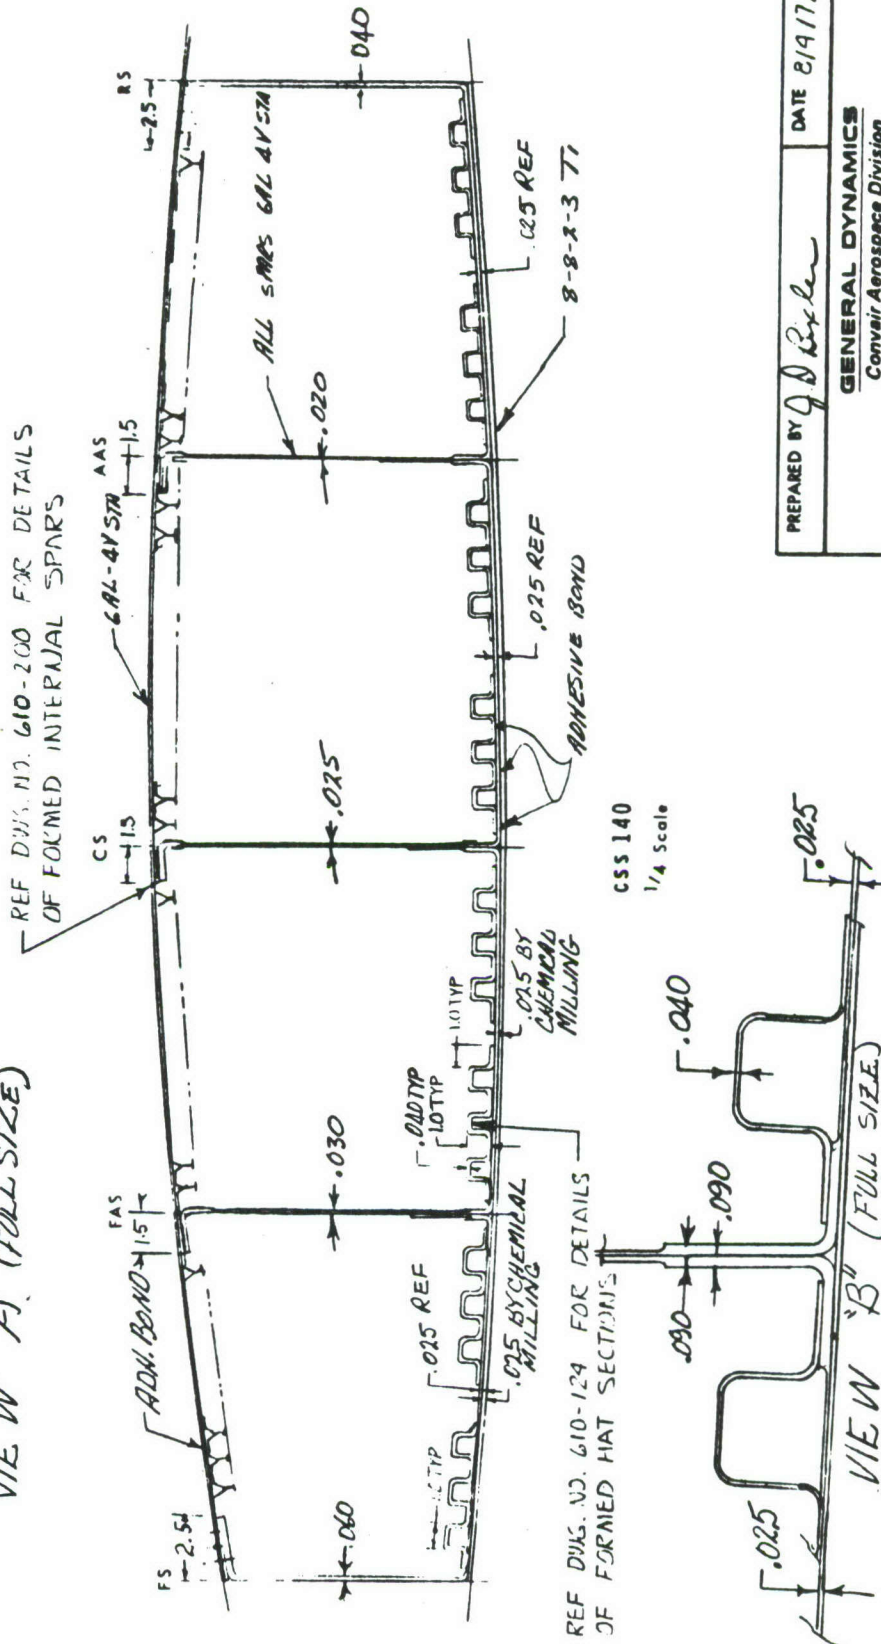 VIEW "A" (FULL SIZE)
REF DWG. NO. 610-200 FOR DETAILS
OF FORMED INTERNAL SPARS
FS
2.5
ADH. BOND
FAS
1.5
CS
1.5
6AL-4V STA
AAS
1.5
RS
2.5
ALL SPARS 6AL 4V STA
.060
.030
.025
.020
.040
1.0 TYP
.025 REF
.025 BY CHEMICAL
MILLING
.040 TYP
1.0 TYP
1.0 TYP
.025 BY
CHEMICAL
MILLING
ADHESIVE BOND
.025 REF
8-8-2-3 Ti
.025 REF
CSS 140
1/4 Scale
REF DWG. NO. 610-124 FOR DETAILS
OF FORMED HAT SECTIONS
.025
.090
.090
.040
.025
VIEW "B" (FULL SIZE)
PREPARED BY
DATE
GENERAL DYNAMICS
Convair Aerospace Division